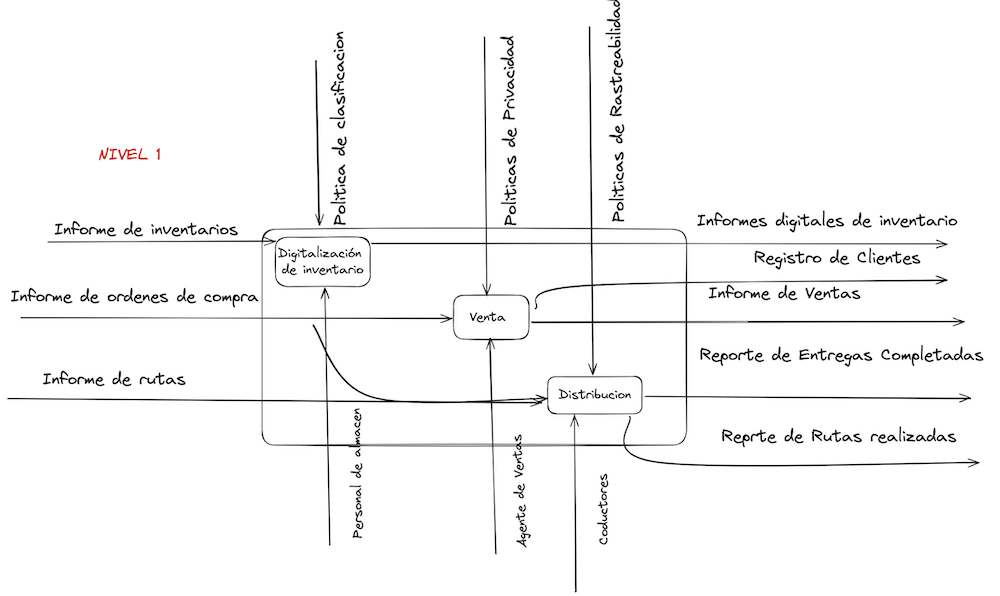 Politica de clasificacion
Politicas de Privacidad
Politicas de Rastreabilidad
NIVEL 1
Informe de inventarios
Informes digitales de inventario
Digitalización
de inventario
Registro de Clientes
Informe de ordenes de compra
Informe de Ventas
Venta
Reporte de Entregas Completadas
Informe de rutas
Distribucion
Reprte de Rutas realizadas
Personal de almacen
Agente de Ventas
Coductores